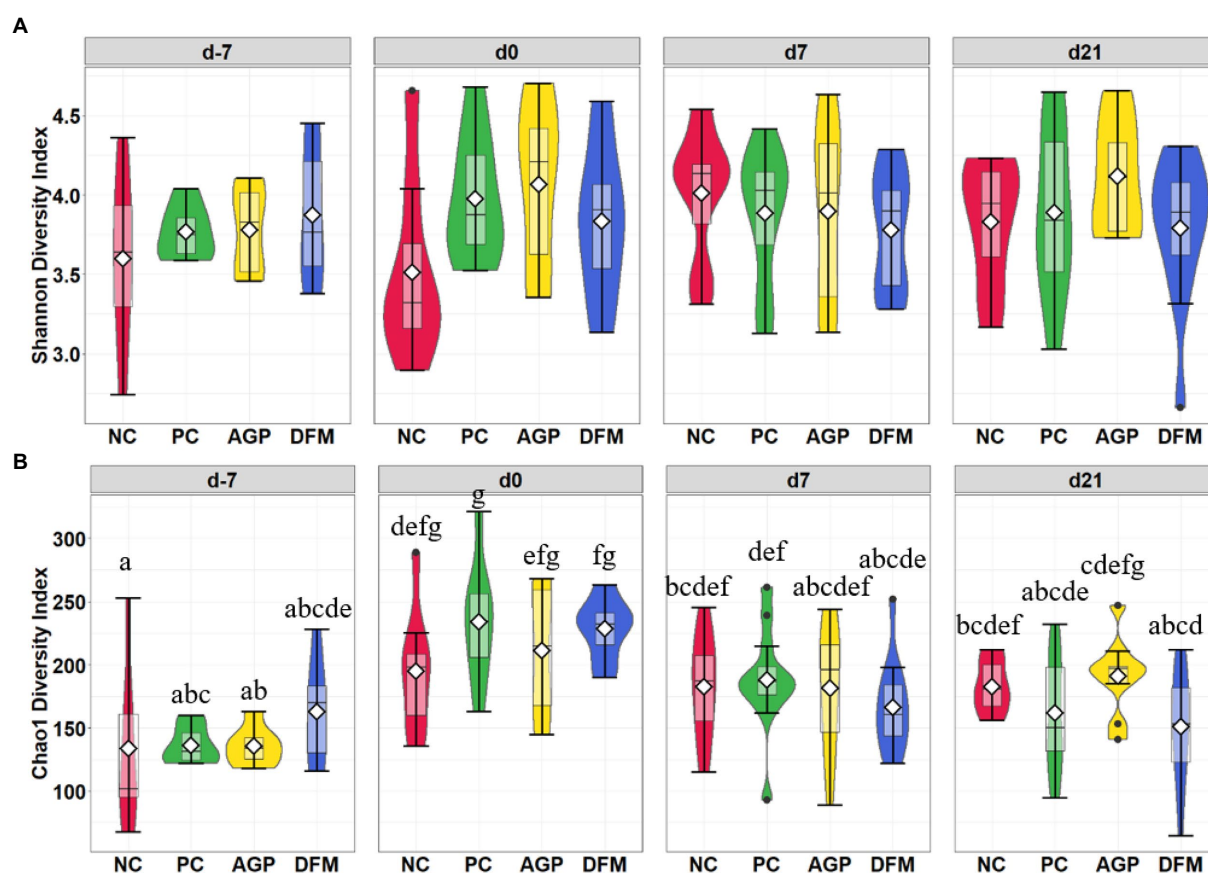 A
d-7 d0 d7 d21
Shannon Diversity Index
4.5
4.0
3.5
3.0
NC PC AGP DFM NC PC AGP DFM NC PC AGP DFM NC PC AGP DFM
B
d-7 d0 d7 d21
Chao1 Diversity Index
300
250
200
150
100
a abc ab abcde
defg g efg fg
bcdef def abcdef abcde
bcdef abcde cdefg abcd
NC PC AGP DFM NC PC AGP DFM NC PC AGP DFM NC PC AGP DFM